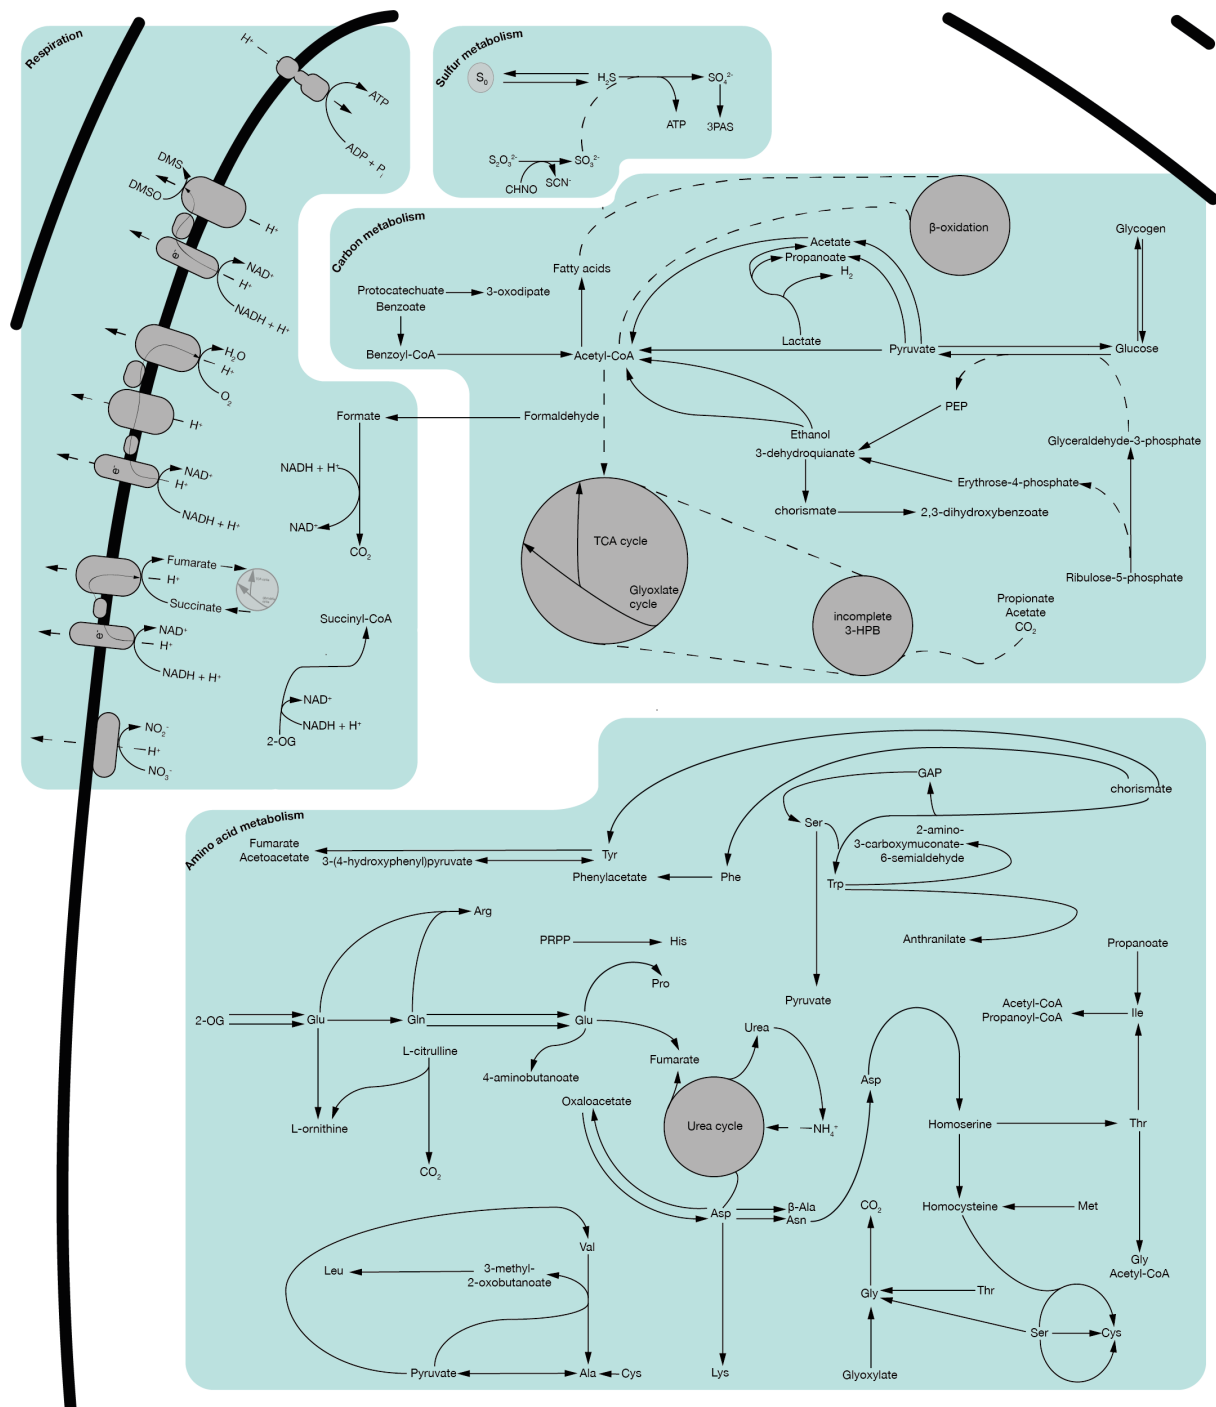 Respiration
H⁺
ATP
ADP + Pᵢ
DMS
DMSO
H⁺
e⁻
NAD⁺
H⁺
NADH + H⁺
H₂O
H⁺
O₂
H⁺
e⁻
NAD⁺
H⁺
NADH + H⁺
Fumarate
H⁺
Succinate
e⁻
NAD⁺
H⁺
NADH + H⁺
NO₂⁻
H⁺
NO₃⁻
Formate
NADH + H⁺
NAD⁺
CO₂
Succinyl-CoA
NAD⁺
NADH + H⁺
2-OG
Sulfur metabolism
S₀
H₂S
SO₄²⁻
ATP
3PAS
S₂O₃²⁻
SO₃²⁻
CHNO
SCN⁻
Carbon metabolism
β-oxidation
Fatty acids
Acetate
Propanoate
H₂
Glycogen
Protocatechuate
3-oxodipate
Benzoate
Benzoyl-CoA
Acetyl-CoA
Lactate
Pyruvate
Glucose
Formaldehyde
PEP
Ethanol
3-dehydroquianate
Glyceraldehyde-3-phosphate
Erythrose-4-phosphate
chorismate
2,3-dihydroxybenzoate
TCA cycle
Glyoxlate
cycle
Ribulose-5-phosphate
incomplete
3-HPB
Propionate
Acetate
CO₂
Amino acid metabolism
chorismate
GAP
Ser
2-amino-
3-carboxymuconate-
6-semialdehyde
Fumarate
Acetoacetate
3-(4-hydroxyphenyl)pyruvate
Tyr
Phenylacetate
Phe
Trp
Arg
PRPP
His
Anthranilate
Propanoate
Pro
Pyruvate
Acetyl-CoA
Propanoyl-CoA
Ile
2-OG
Glu
Gln
Glu
Urea
L-citrulline
Fumarate
4-aminobutanoate
Asp
Oxaloacetate
L-ornithine
Urea cycle
NH₄⁺
Homoserine
Thr
CO₂
Asp
β-Ala
Asn
CO₂
Homocysteine
Met
Val
Leu
3-methyl-
2-oxobutanoate
Gly
Acetyl-CoA
Gly
Thr
Ser
Cys
Pyruvate
Ala
Cys
Lys
Glyoxylate